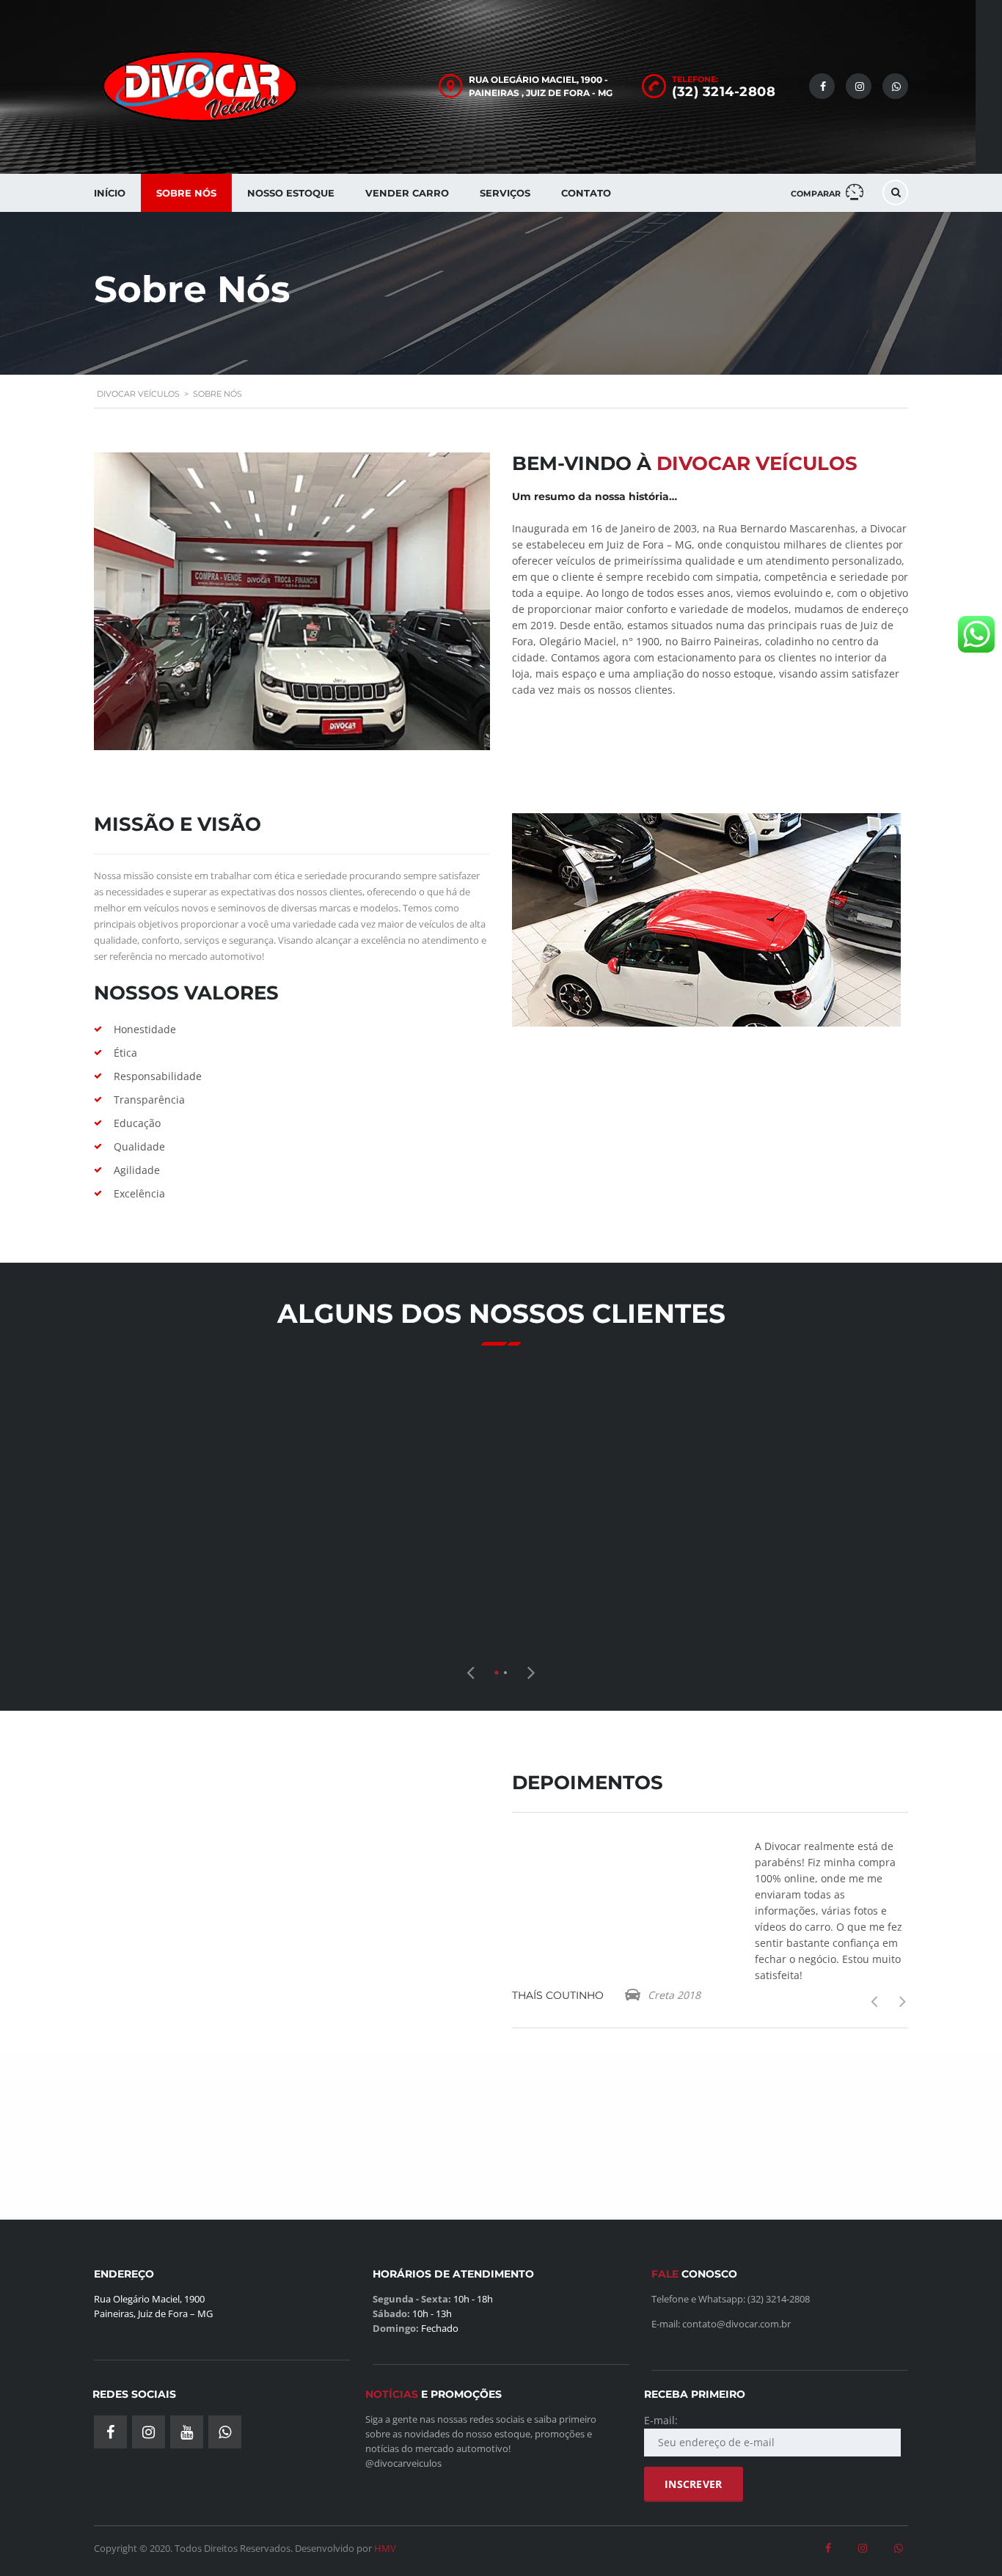 DIVOCAR
Veículos
RUA OLEGÁRIO MACIEL, 1900 -
PAINEIRAS , JUIZ DE FORA - MG
TELEFONE:
(32) 3214-2808
INÍCIO
SOBRE NÓS
NOSSO ESTOQUE
VENDER CARRO
SERVIÇOS
CONTATO
COMPARAR
Sobre Nós
DIVOCAR VEÍCULOS > SOBRE NÓS
COMPRA - VENDE DIVOCAR TROCA - FINANCIA
DIVOCAR
BEM-VINDO À DIVOCAR VEÍCULOS
Um resumo da nossa história...
Inaugurada em 16 de Janeiro de 2003, na Rua Bernardo Mascarenhas, a Divocar
se estabeleceu em Juiz de Fora – MG, onde conquistou milhares de clientes por
oferecer veículos de primeiríssima qualidade e um atendimento personalizado,
em que o cliente é sempre recebido com simpatia, competência e seriedade por
toda a equipe. Ao longo de todos esses anos, viemos evoluindo e, com o objetivo
de proporcionar maior conforto e variedade de modelos, mudamos de endereço
em 2019. Desde então, estamos situados numa das principais ruas de Juiz de
Fora, Olegário Maciel, n° 1900, no Bairro Paineiras, coladinho no centro da
cidade. Contamos agora com estacionamento para os clientes no interior da
loja, mais espaço e uma ampliação do nosso estoque, visando assim satisfazer
cada vez mais os nossos clientes.
MISSÃO E VISÃO
Nossa missão consiste em trabalhar com ética e seriedade procurando sempre satisfazer
as necessidades e superar as expectativas dos nossos clientes, oferecendo o que há de
melhor em veículos novos e seminovos de diversas marcas e modelos. Temos como
principais objetivos proporcionar a você uma variedade cada vez maior de veículos de alta
qualidade, conforto, serviços e segurança. Visando alcançar a excelência no atendimento e
ser referência no mercado automotivo!
NOSSOS VALORES
Honestidade
Ética
Responsabilidade
Transparência
Educação
Qualidade
Agilidade
Excelência
ALGUNS DOS NOSSOS CLIENTES
DEPOIMENTOS
A Divocar realmente está de
parabéns! Fiz minha compra
100% online, onde me me
enviaram todas as
informações, várias fotos e
vídeos do carro. O que me fez
sentir bastante confiança em
fechar o negócio. Estou muito
satisfeita!
THAÍS COUTINHO
Creta 2018
ENDEREÇO
Rua Olegário Maciel, 1900
Paineiras, Juiz de Fora – MG
HORÁRIOS DE ATENDIMENTO
Segunda - Sexta: 10h - 18h
Sábado: 10h - 13h
Domingo: Fechado
FALE CONOSCO
Telefone e Whatsapp: (32) 3214-2808
E-mail: contato@divocar.com.br
REDES SOCIAIS
NOTÍCIAS E PROMOÇÕES
Siga a gente nas nossas redes sociais e saiba primeiro
sobre as novidades do nosso estoque, promoções e
notícias do mercado automotivo!
@divocarveiculos
RECEBA PRIMEIRO
E-mail:
Seu endereço de e-mail
INSCREVER
Copyright © 2020. Todos Direitos Reservados. Desenvolvido por HMV